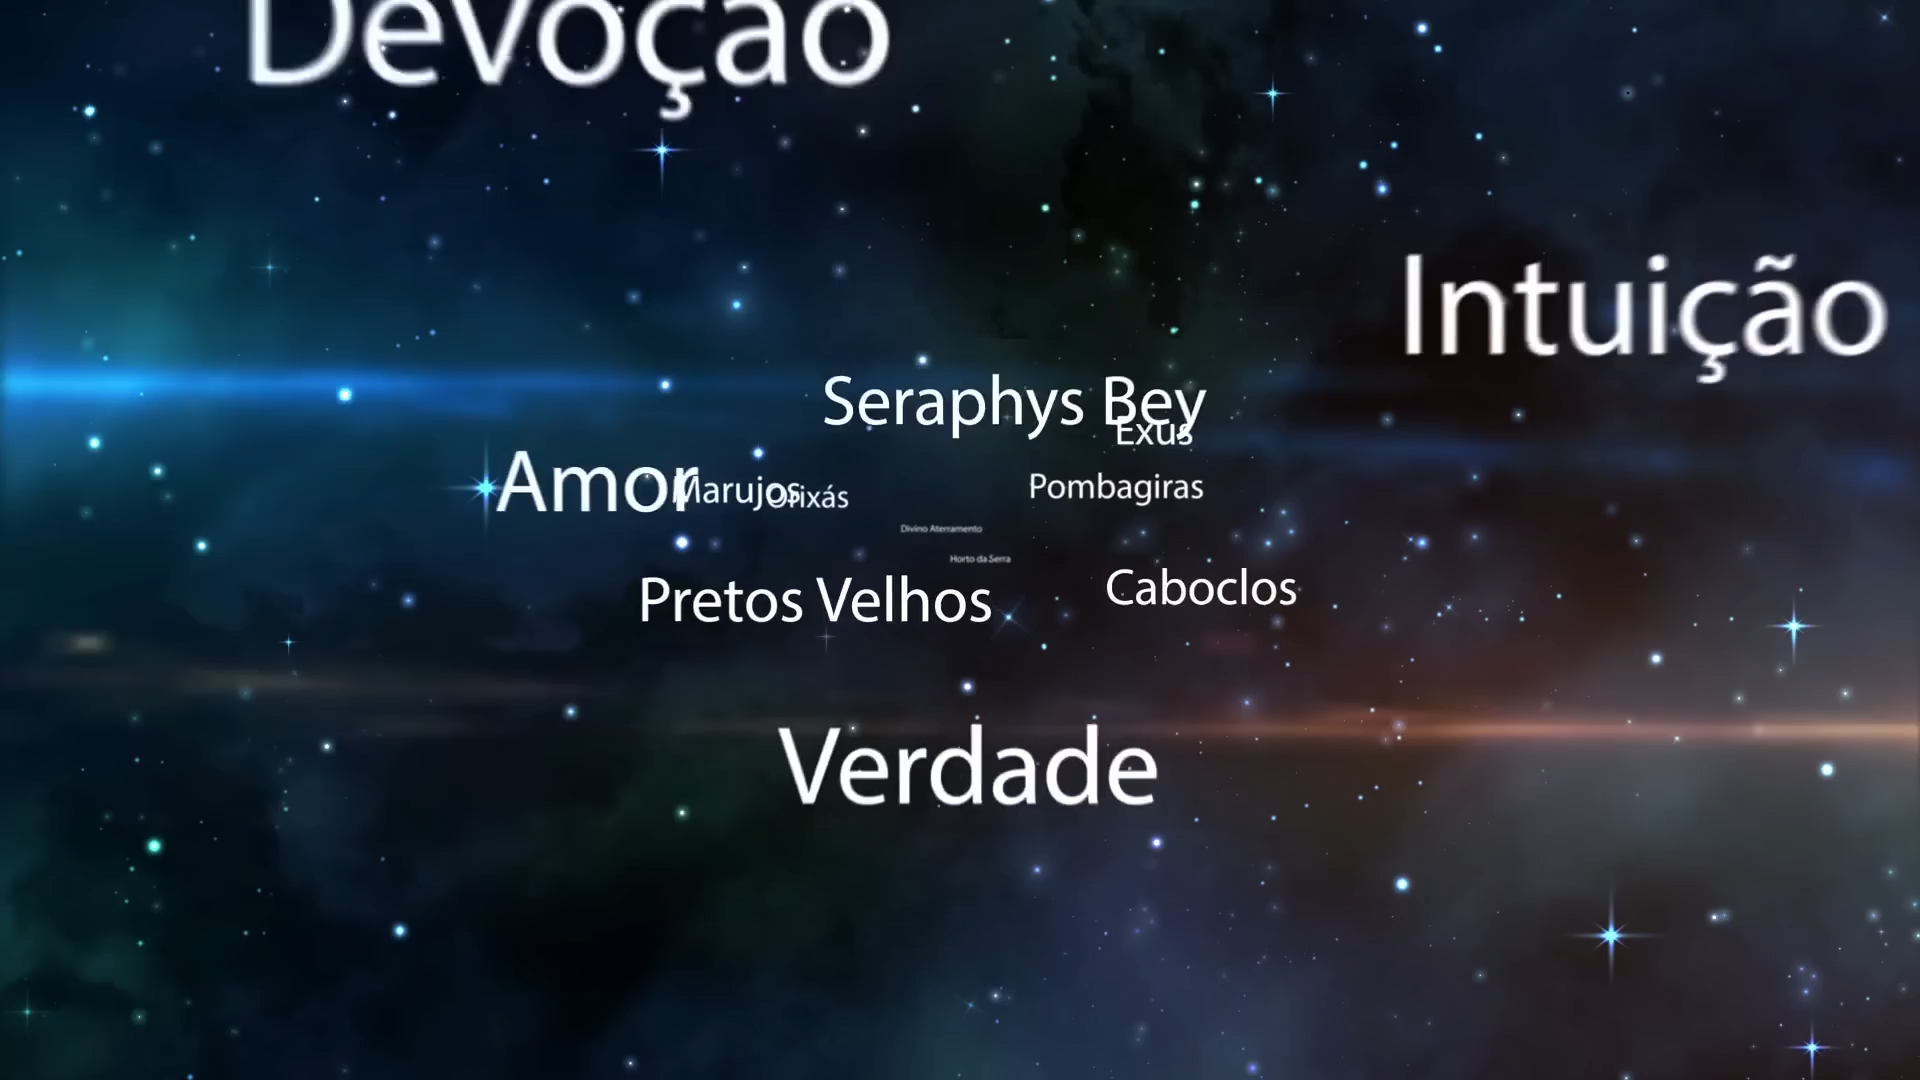 Devoção
Intuição
Seraphys Bey
Exus
Amor
Marujos
Orixás
Pombagiras
Divino Aterramento
Horto da Serra
Pretos Velhos
Caboclos
Verdade